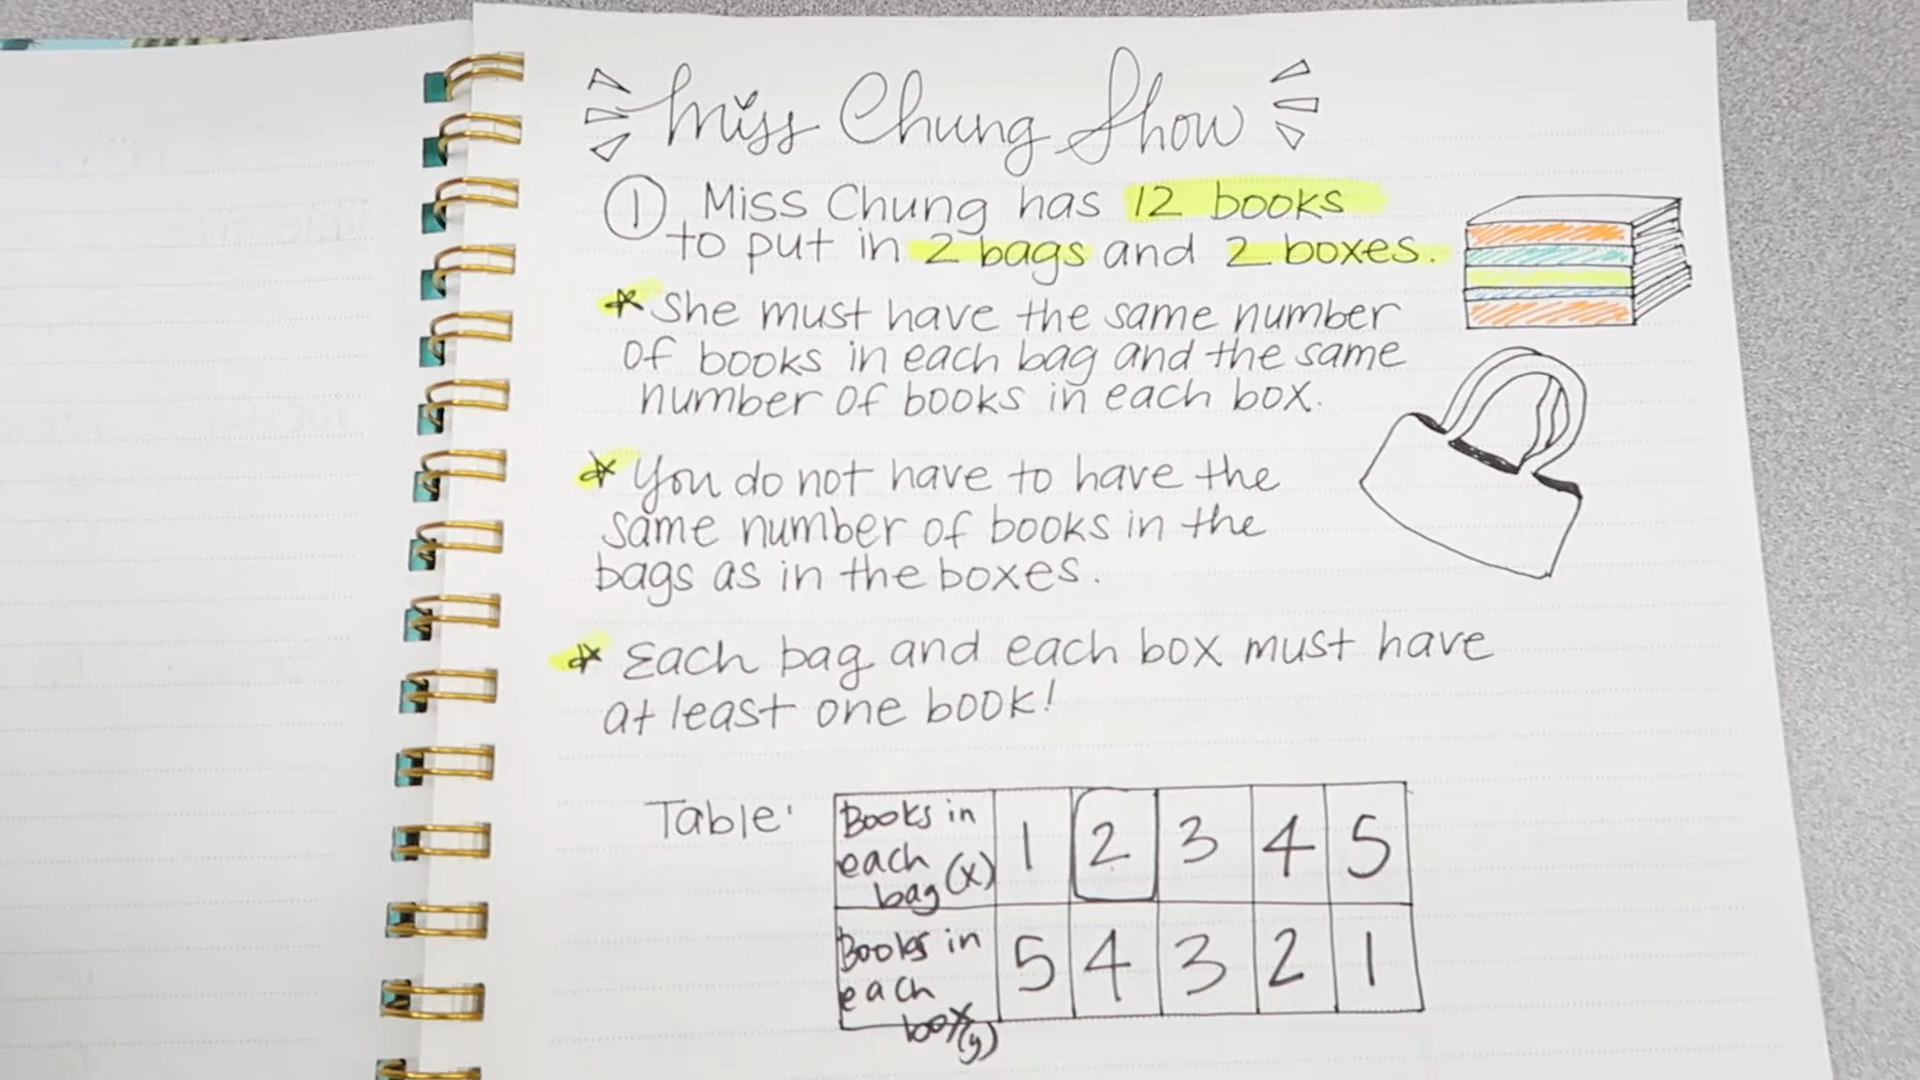 Miss Chung Show
① Miss Chung has 12 books
to put in 2 bags and 2 boxes.
* She must have the same number
of books in each bag and the same
number of books in each box.
* You do not have to have the
same number of books in the
bags as in the boxes.
* Each bag and each box must have
at least one book!
Table:
Books in each bag (x) 1 2 3 4 5
Books in each box (y) 5 4 3 2 1